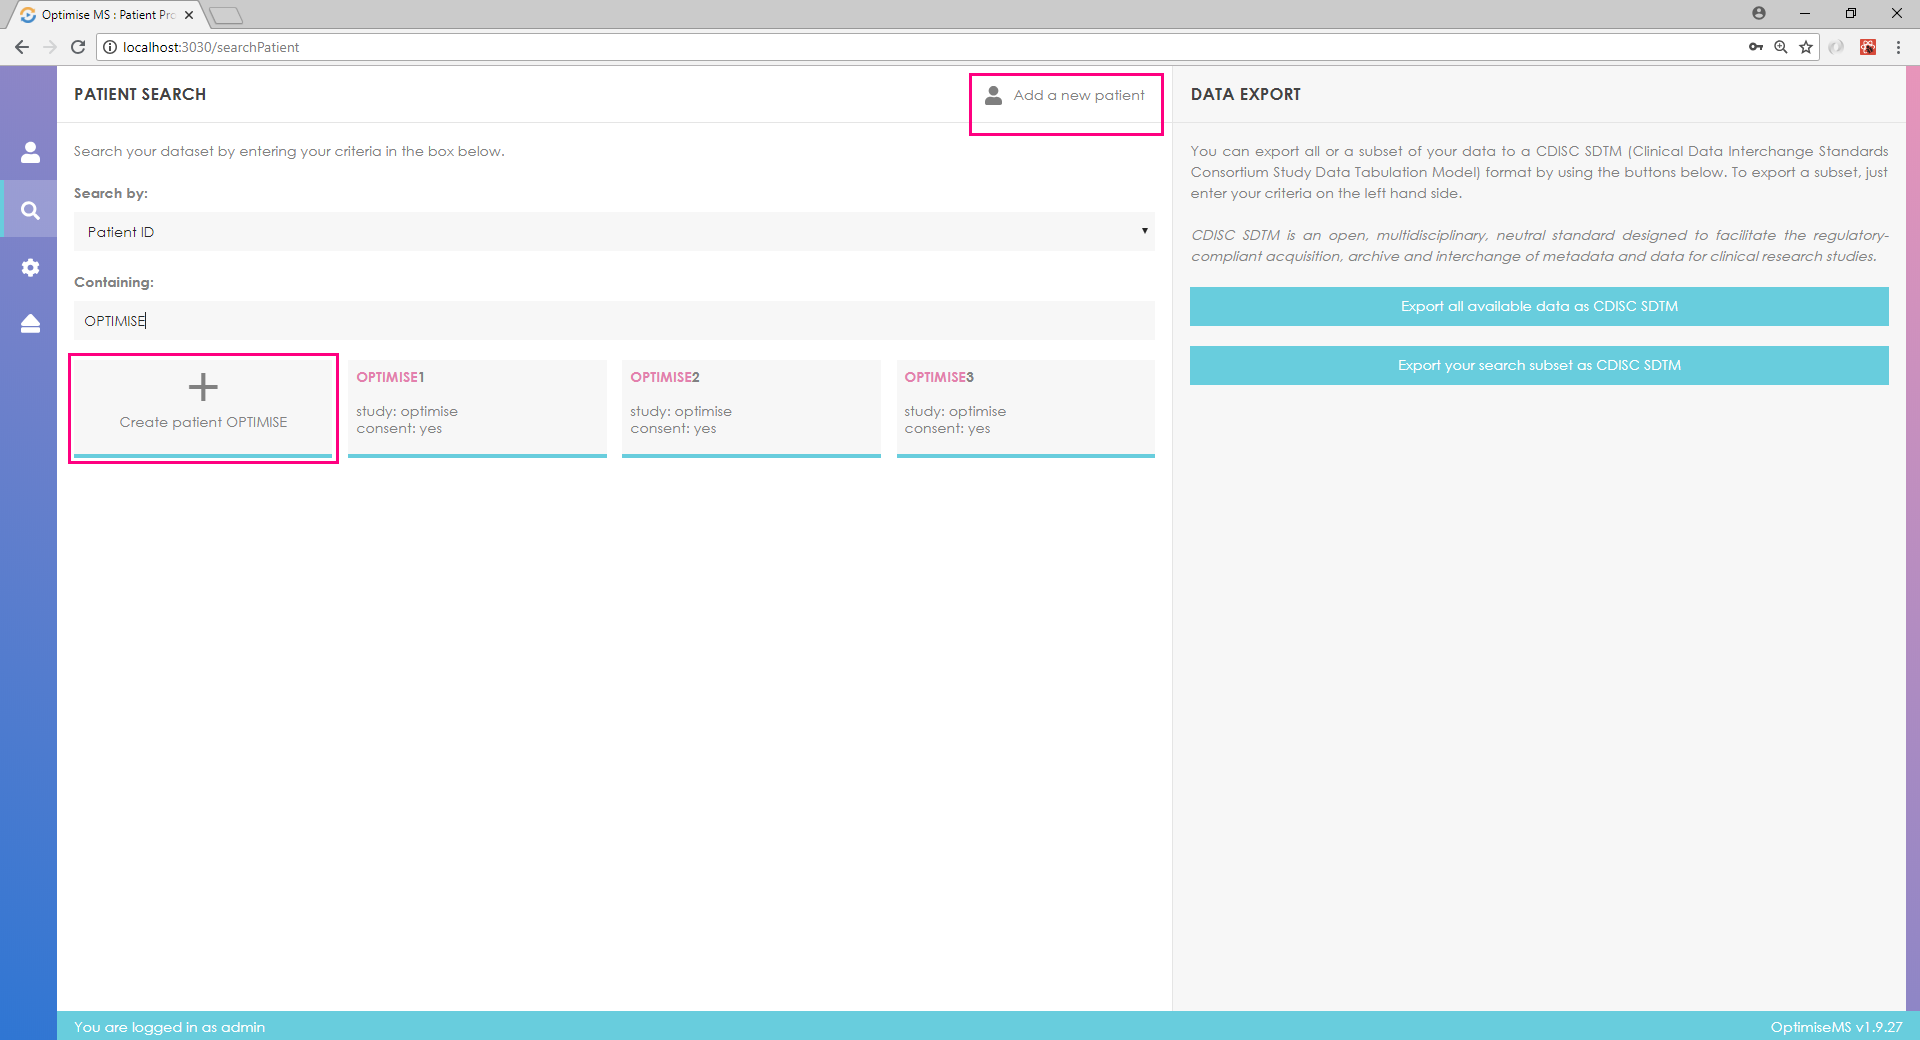 Optimise MS : Patient Pro
localhost:3030/searchPatient
PATIENT SEARCH
Add a new patient
Search your dataset by entering your criteria in the box below.
Search by:
Patient ID
Containing:
OPTIMISE
Create patient OPTIMISE
OPTIMISE1
study: optimise
consent: yes
OPTIMISE2
study: optimise
consent: yes
OPTIMISE3
study: optimise
consent: yes
DATA EXPORT
You can export all or a subset of your data to a CDISC SDTM (Clinical Data Interchange Standards
Consortium Study Data Tabulation Model) format by using the buttons below. To export a subset, just
enter your criteria on the left hand side.
CDISC SDTM is an open, multidisciplinary, neutral standard designed to facilitate the regulatory-
compliant acquisition, archive and interchange of metadata and data for clinical research studies.
Export all available data as CDISC SDTM
Export your search subset as CDISC SDTM
You are logged in as admin
OptimiseMS v1.9.27